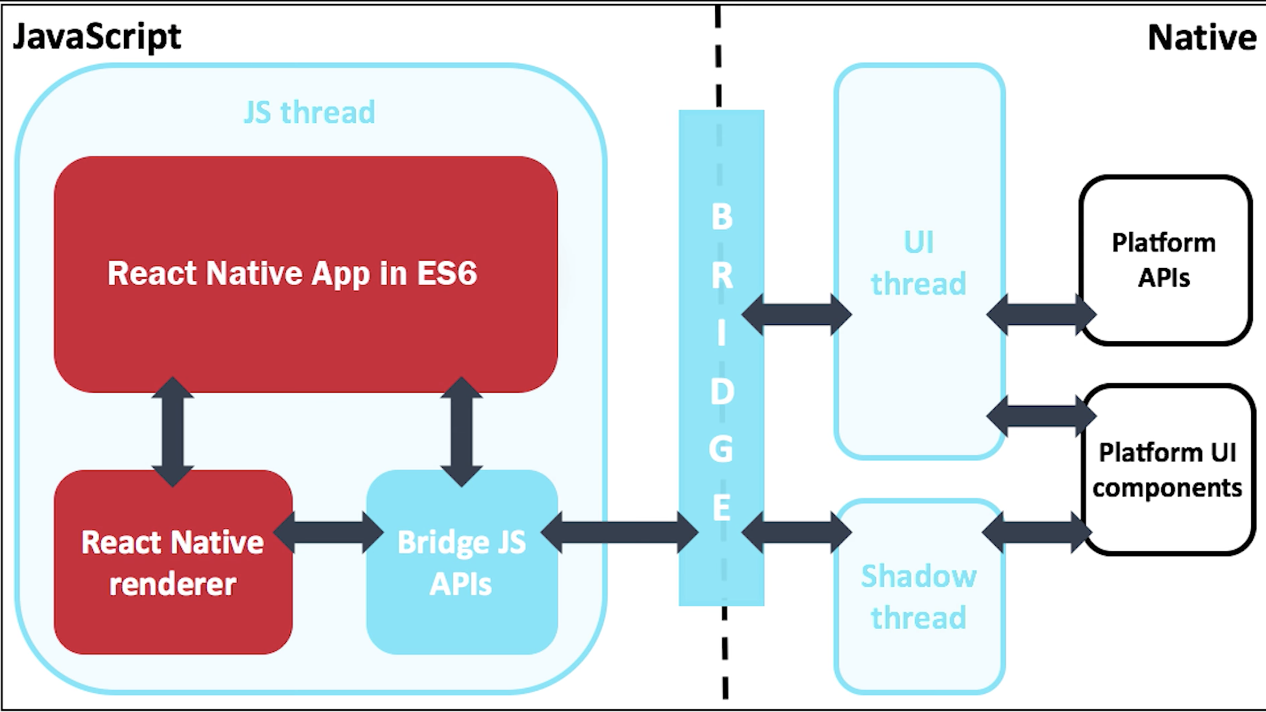 JavaScript
Native
JS thread
React Native App in ES6
React Native
renderer
Bridge JS
APIs
B
R
I
D
G
E
UI
thread
Shadow
thread
Platform
APIs
Platform UI
components